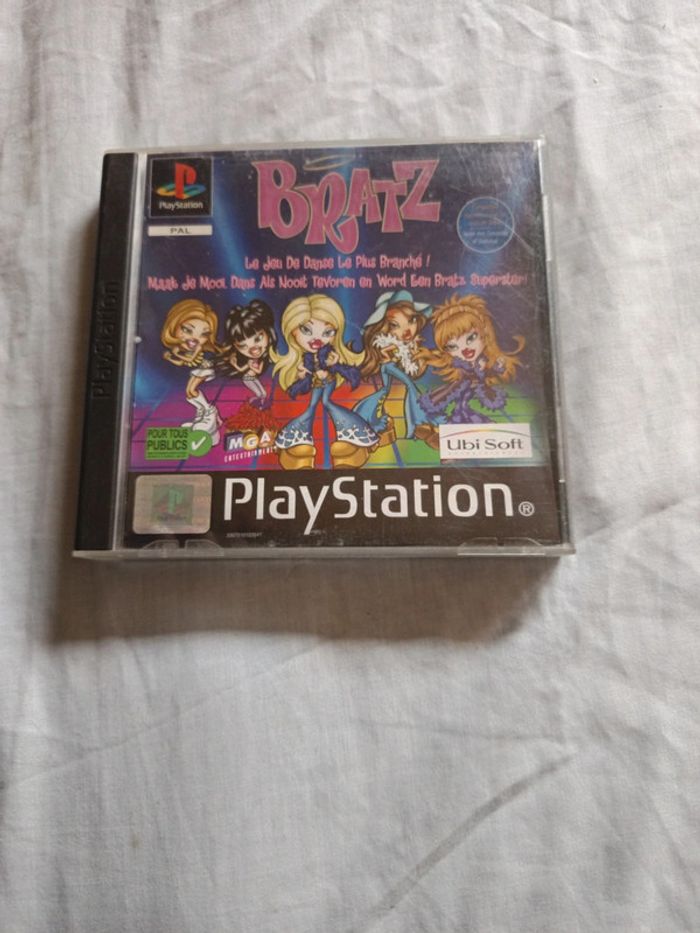 PlayStation
PAL
BRATZ
Le Jeu De Danse Le Plus Branché !
Maak Je Mooi, Dans Als Nooit Tevoren en Word Een Bratz Superster!
POUR TOUS
PUBLICS
MGA
ENTERTAINMENT
Ubi Soft
PlayStation®
PlayStation